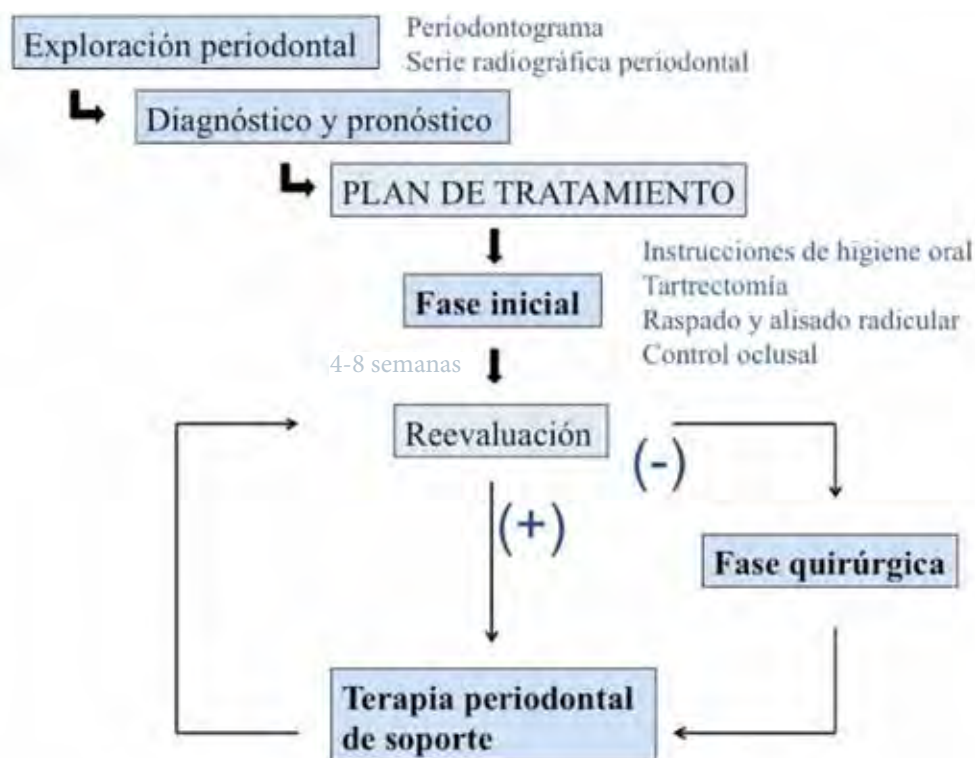 Exploración periodontal
Periodontograma
Serie radiográfica periodontal
Diagnóstico y pronóstico
PLAN DE TRATAMIENTO
Fase inicial
Instrucciones de higiene oral
Tartrectomía
Raspado y alisado radicular
Control oclusal
4-8 semanas
Reevaluación
(-)
(+)
Fase quirúrgica
Terapia periodontal
de soporte